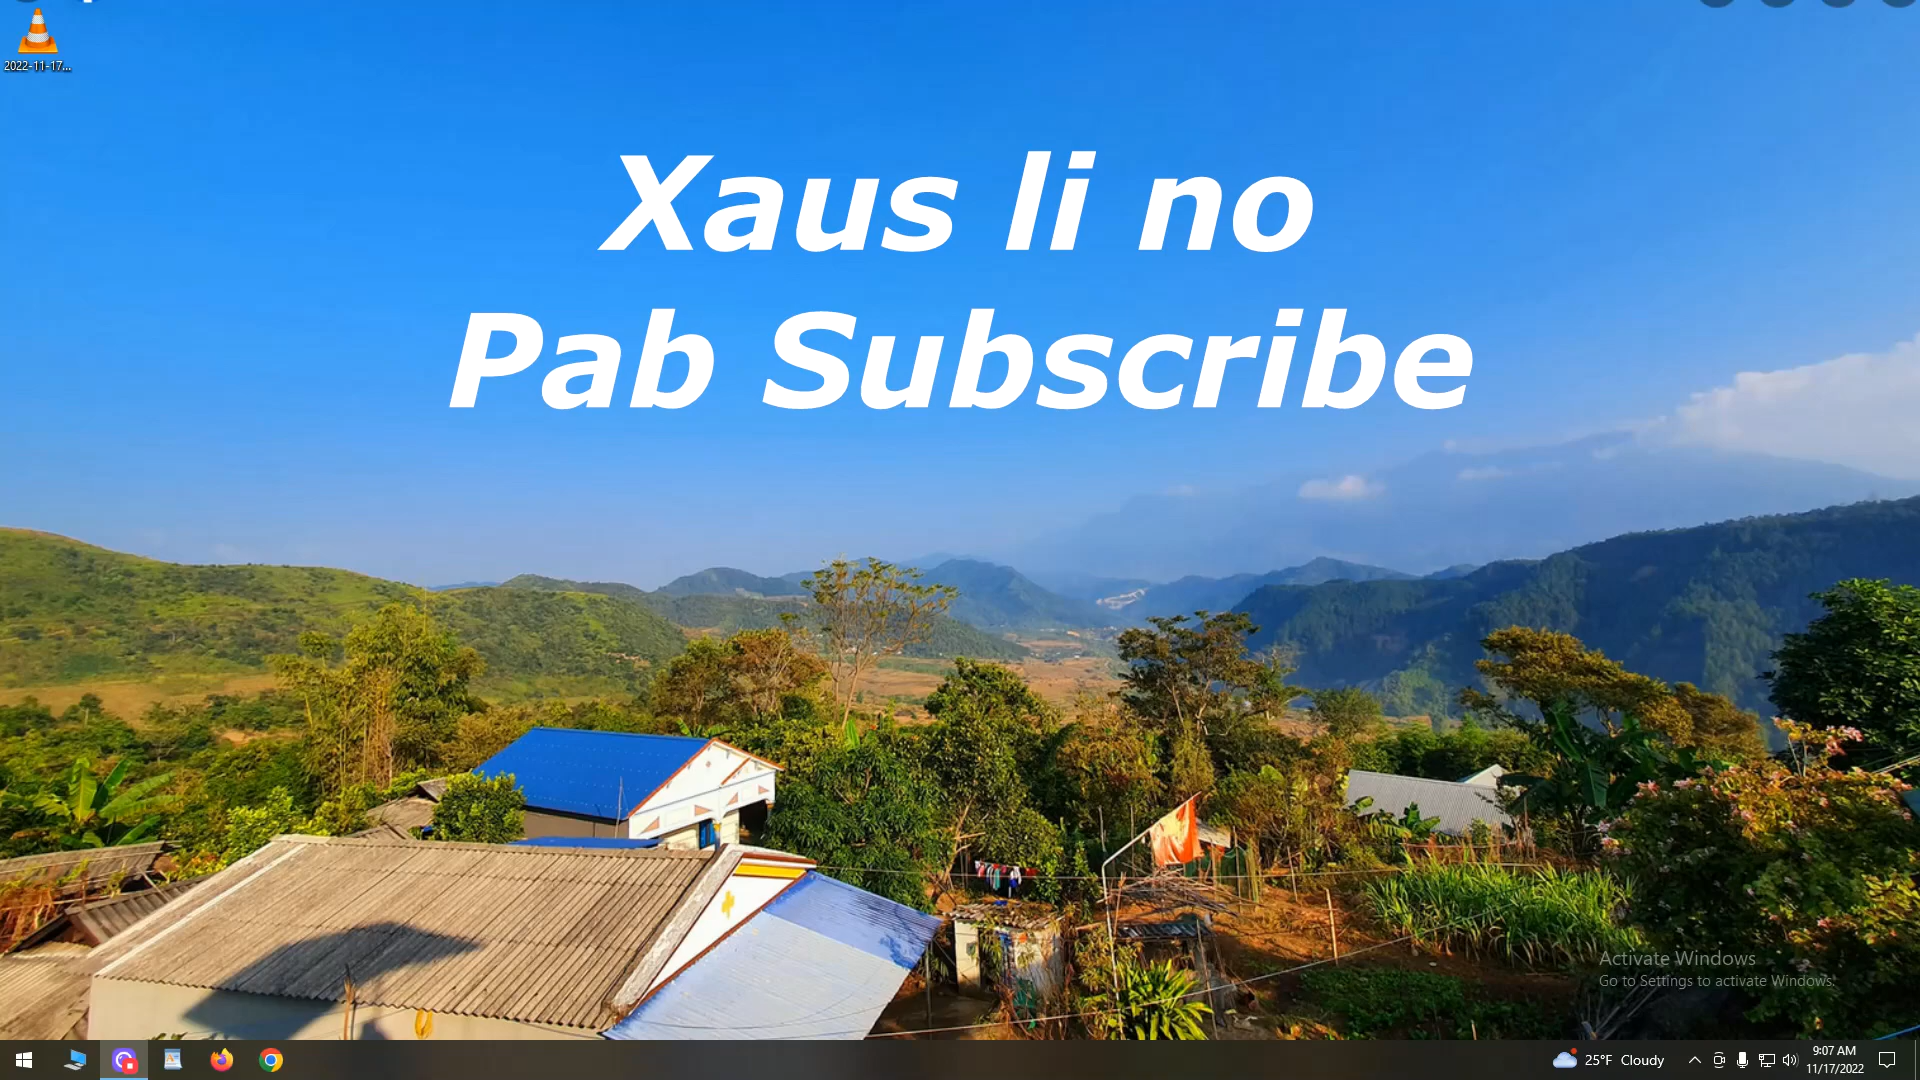 2022-11-17...
Xaus li no
Pab Subscribe
Activate Windows
Go to Settings to activate Windows.
25°F Cloudy
9:07 AM
11/17/2022